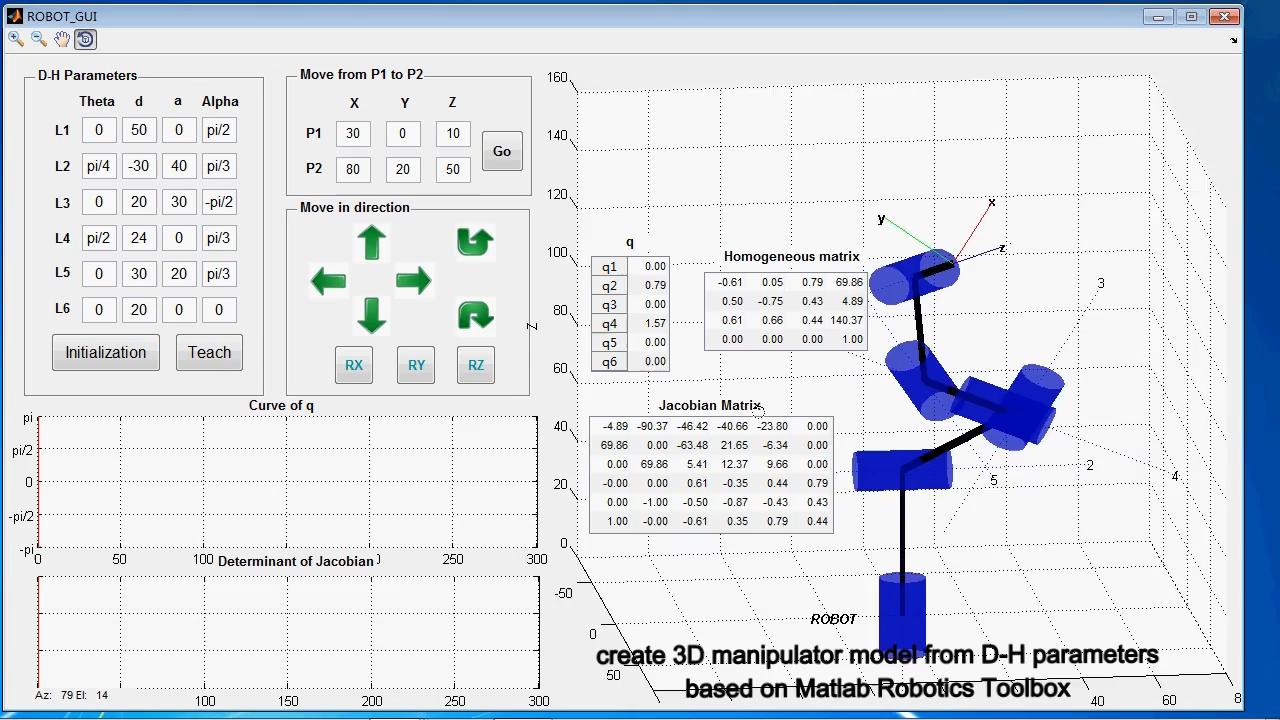 ROBOT_GUI
D-H Parameters
Theta d a Alpha
L1 0 50 0 pi/2
L2 pi/4 -30 40 pi/3
L3 0 20 30 -pi/2
L4 pi/2 24 0 pi/3
L5 0 30 20 pi/3
L6 0 20 0 0
Initialization Teach
Move from P1 to P2
X Y Z
P1 30 0 10
P2 80 20 50
Go
Move in direction
RX RY RZ
Curve of q
pi
pi/2
0
-pi/2
-pi
0 50 100 150 200 250 300
Determinant of Jacobian
100 150 200 250 300
Az: 79 El: 14
q
q1 0.00
q2 0.79
q3 0.00
q4 1.57
q5 0.00
q6 0.00
Homogeneous matrix
-0.61 0.05 0.79 69.86
0.50 -0.75 0.43 4.89
0.61 0.66 0.44 140.37
0.00 0.00 0.00 1.00
Jacobian Matrix
-4.89 -90.37 -46.42 -40.66 -23.80 0.00
69.86 0.00 -63.48 21.65 -6.34 0.00
0.00 69.86 5.41 12.37 9.66 0.00
-0.00 0.00 0.61 -0.35 0.44 0.79
0.00 -1.00 -0.50 -0.87 -0.43 0.43
1.00 -0.00 -0.61 0.35 0.79 0.44
160
140
120
100
80
60
40
20
0
Z
-50
0
50
40 60 8
x
y
z
3
2
4
5
ROBOT
create 3D manipulator model from D-H parameters
based on Matlab Robotics Toolbox